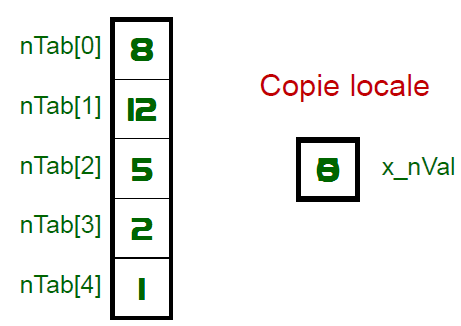 nTab[0] 8
nTab[1] 12
nTab[2] 5
nTab[3] 2
nTab[4] 1
Copie locale
x_nVal